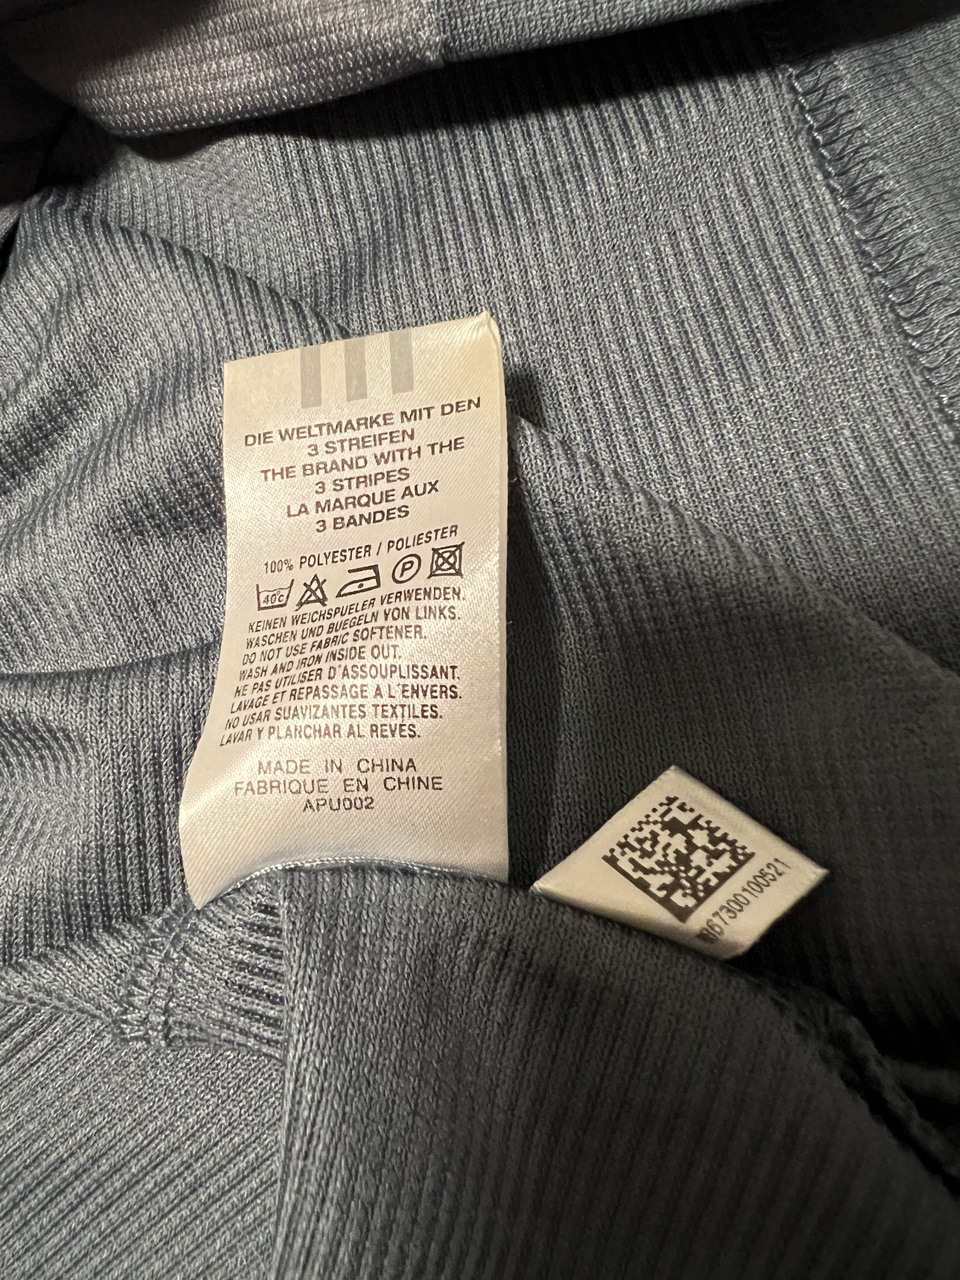 DIE WELTMARKE MIT DEN
3 STREIFEN
THE BRAND WITH THE
3 STRIPES
LA MARQUE AUX
3 BANDES
100% POLYESTER / POLIESTER
40°C P
KEINEN WEICHSPUELER VERWENDEN.
WASCHEN UND BUEGELN VON LINKS.
DO NOT USE FABRIC SOFTENER.
WASH AND IRON INSIDE OUT.
NE PAS UTILISER D'ASSOUPLISSANT.
LAVAGE ET REPASSAGE A L'ENVERS.
NO USAR SUAVIZANTES TEXTILES.
LAVAR Y PLANCHAR AL REVES.
MADE IN CHINA
FABRIQUE EN CHINE
APU002